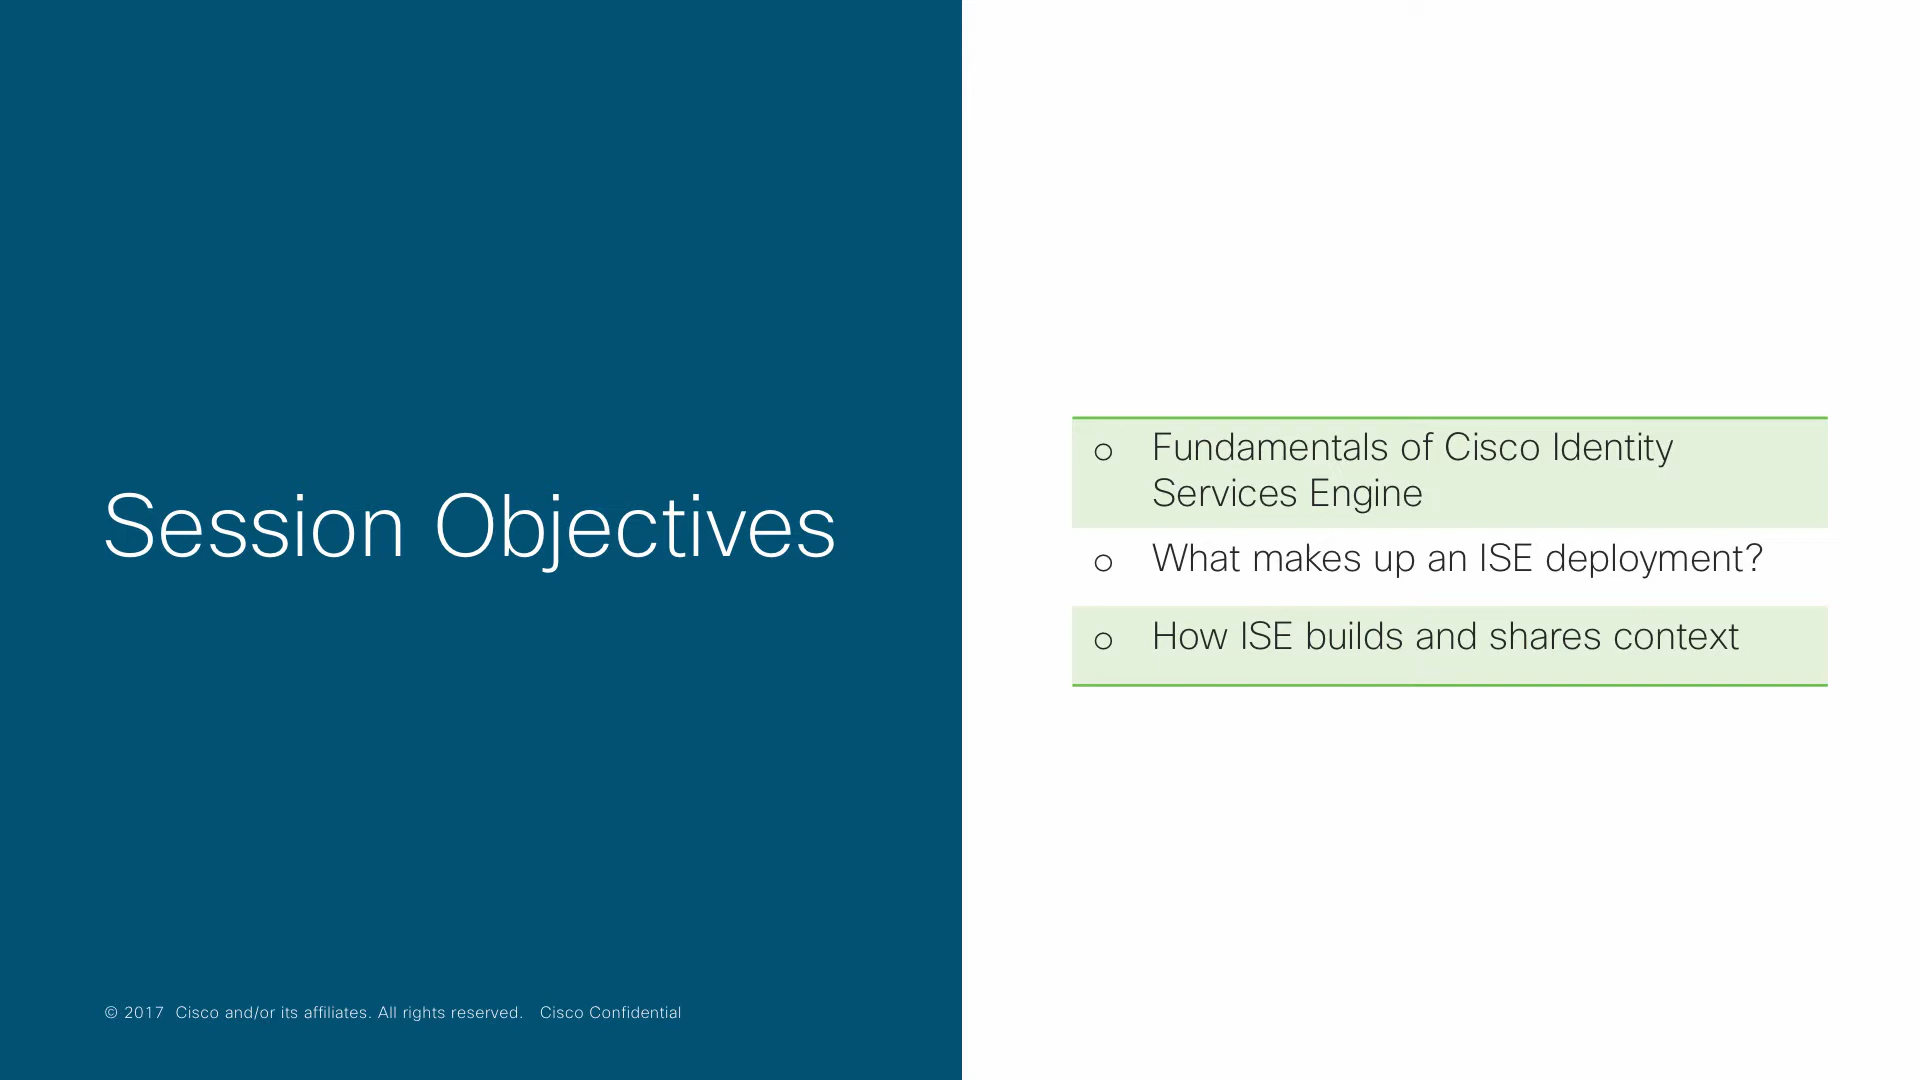 Session Objectives
○ Fundamentals of Cisco Identity
Services Engine
○ What makes up an ISE deployment?
○ How ISE builds and shares context
© 2017 Cisco and/or its affiliates. All rights reserved. Cisco Confidential